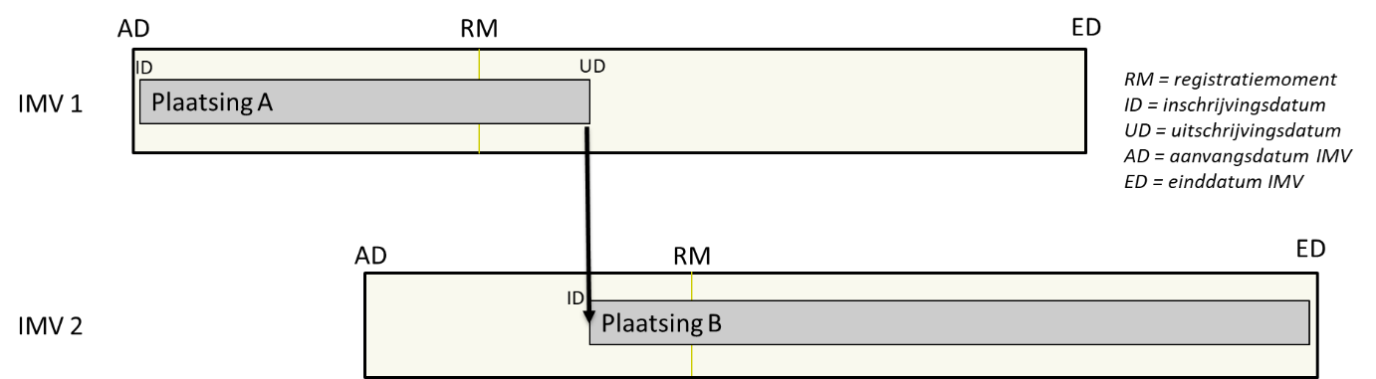 AD RM ED
ID UD
IMV 1 Plaatsing A
RM = registratiemoment
ID = inschrijvingsdatum
UD = uitschrijvingsdatum
AD = aanvangsdatum IMV
ED = einddatum IMV
AD RM ED
ID
IMV 2 Plaatsing B